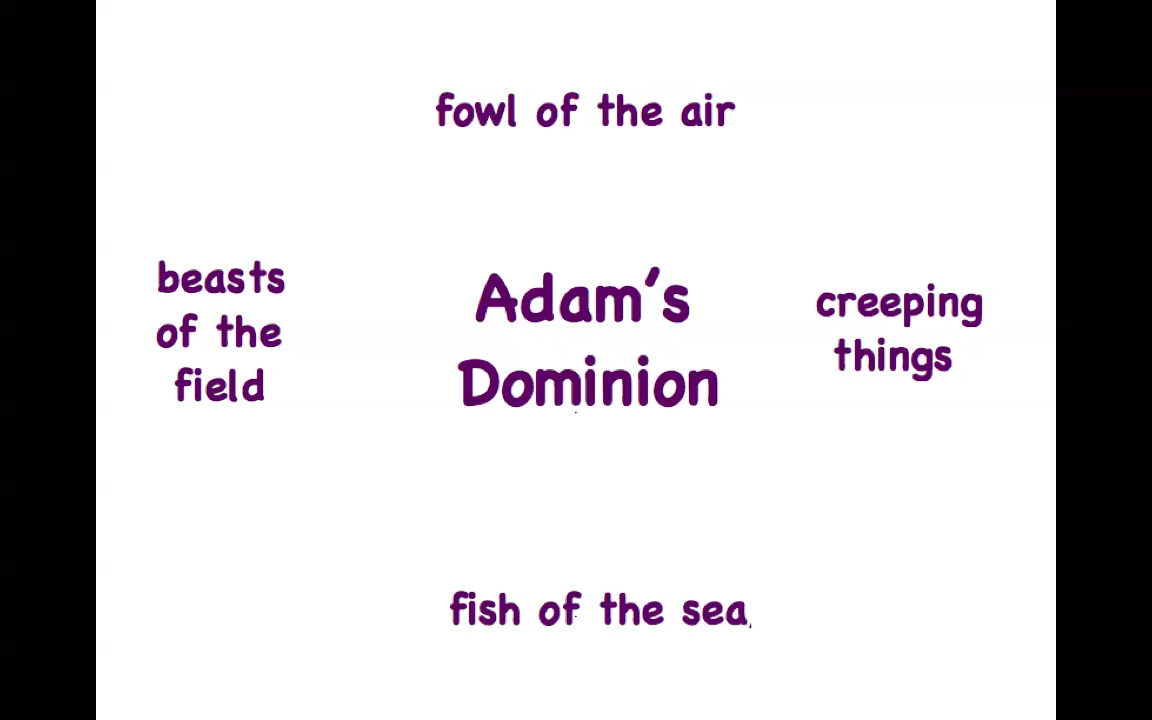 fowl of the air
beasts
of the
field
Adam's
Dominion
creeping
things
fish of the sea,